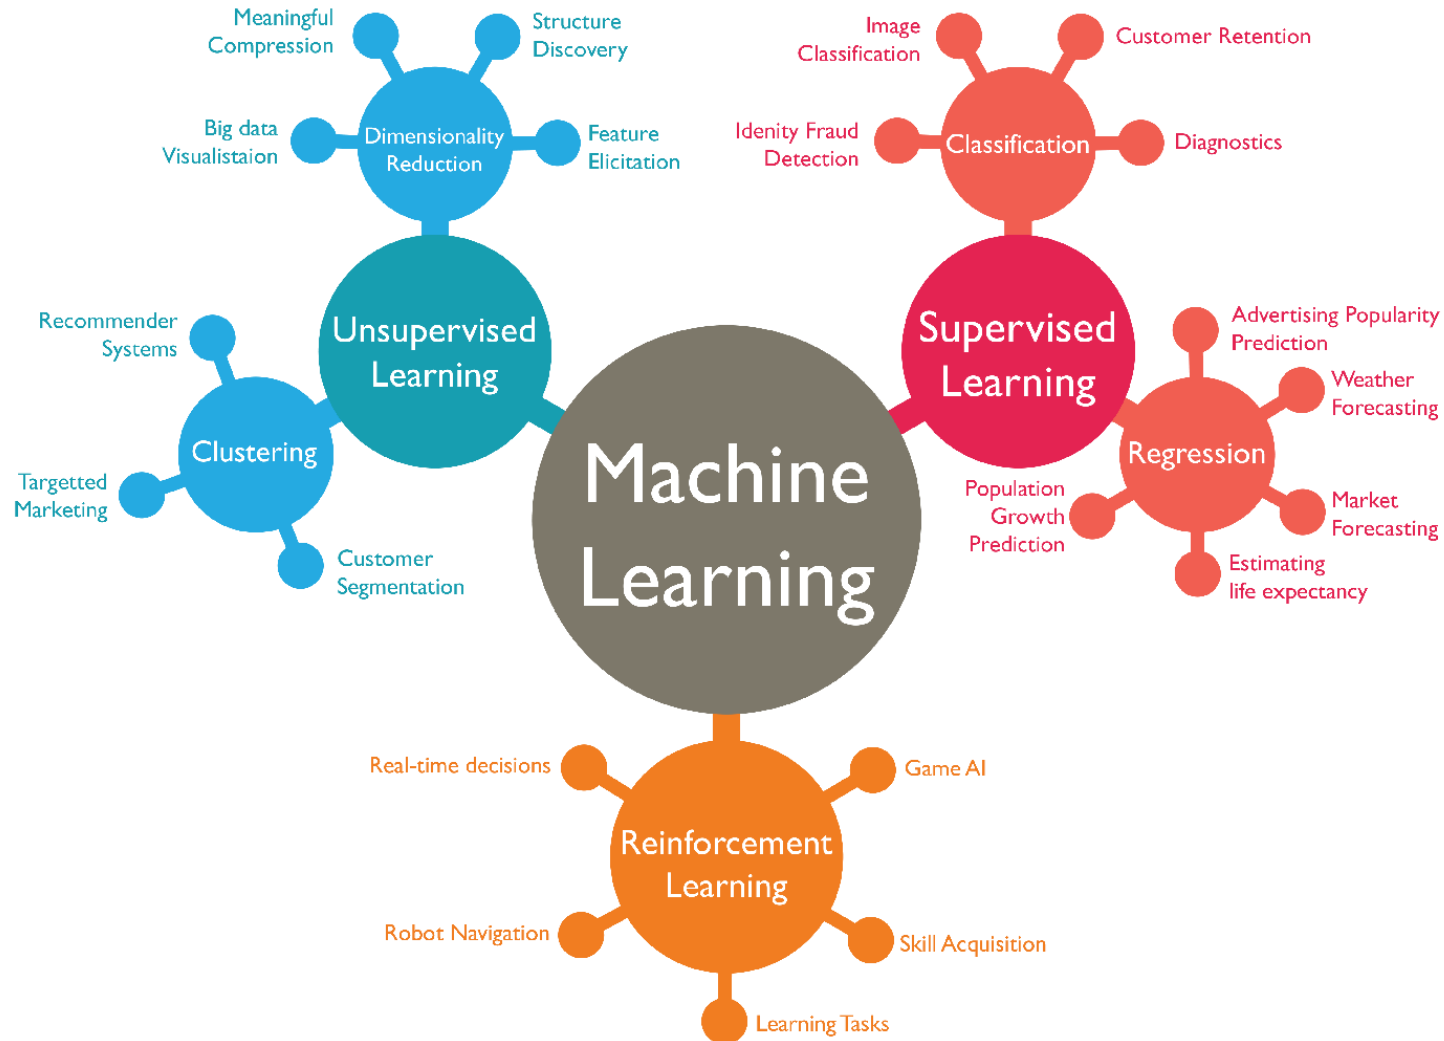 Meaningful
Compression
Structure
Discovery
Big data
Visualistaion
Dimensionality
Reduction
Feature
Elicitation
Image
Classification
Customer Retention
Idenity Fraud
Detection
Classification
Diagnostics
Unsupervised
Learning
Supervised
Learning
Recommender
Systems
Clustering
Targetted
Marketing
Customer
Segmentation
Machine
Learning
Advertising Popularity
Prediction
Weather
Forecasting
Regression
Population
Growth
Prediction
Market
Forecasting
Estimating
life expectancy
Real-time decisions
Game AI
Reinforcement
Learning
Robot Navigation
Skill Acquisition
Learning Tasks